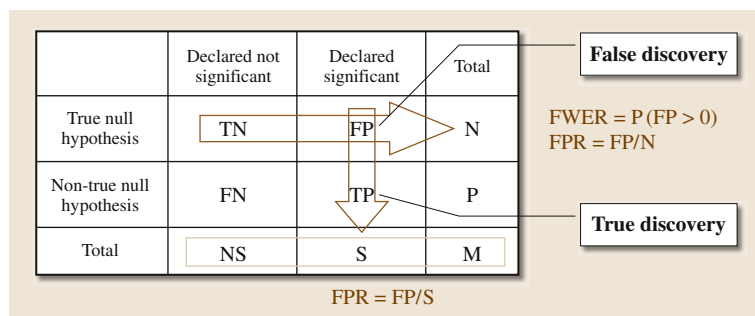 Declared not significant
Declared significant
Total
False discovery
True null hypothesis
TN
FP
N
FWER = P (FP > 0)
FPR = FP/N
Non-true null hypothesis
FN
TP
P
True discovery
Total
NS
S
M
FPR = FP/S